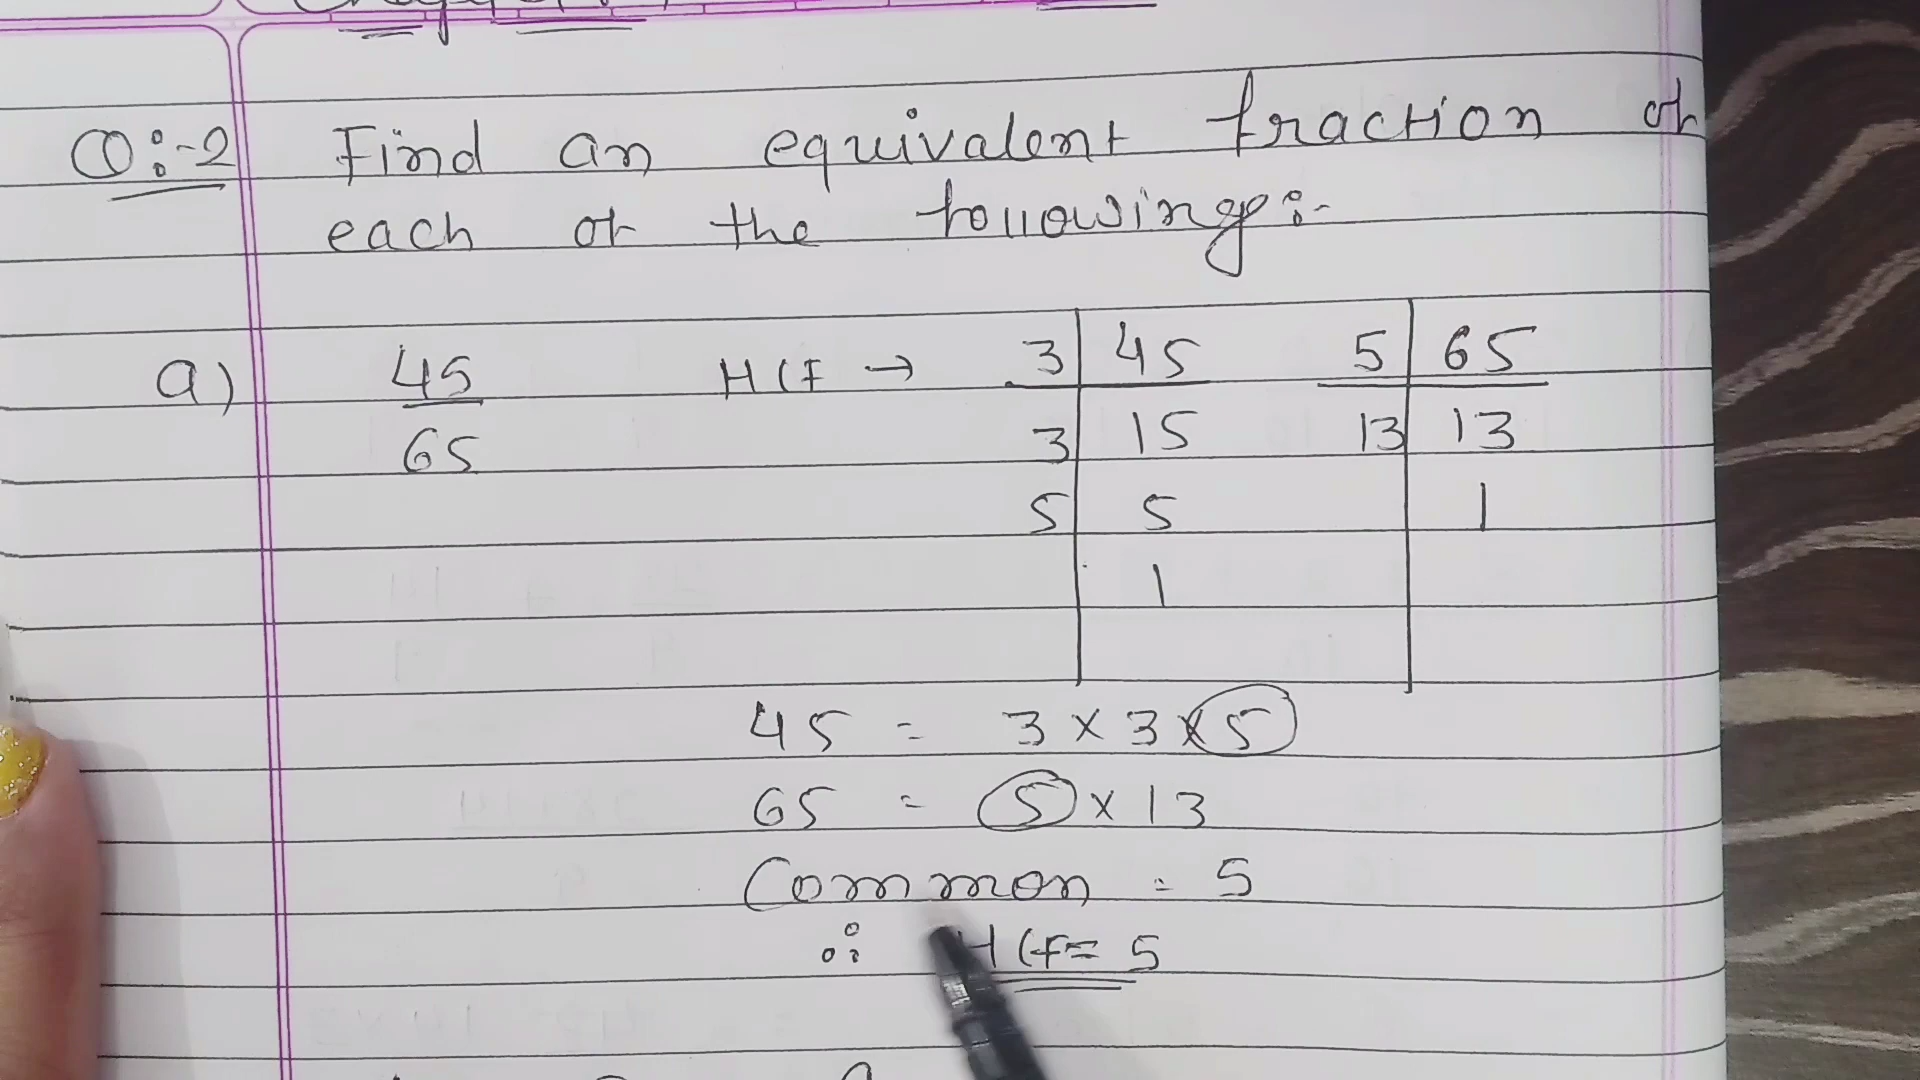 Q:-2 Find an equivalent fraction of
each of the following:-
a) 45 HCF → 3 45 5 65
65 3 15 13 13
5 5 1
1
45 = 3 × 3 × 5
65 = 5 × 13
Common = 5
∴ HCF = 5